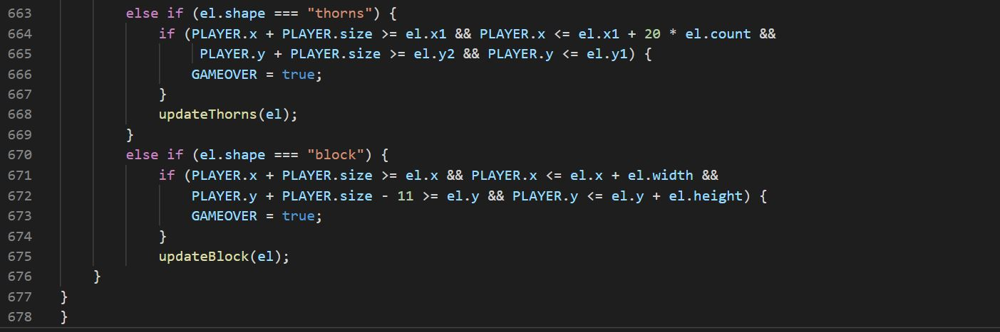 663 else if (el.shape === "thorns") {
664 if (PLAYER.x + PLAYER.size >= el.x1 && PLAYER.x <= el.x1 + 20 * el.count &&
665 PLAYER.y + PLAYER.size >= el.y2 && PLAYER.y <= el.y1) {
666 GAMEOVER = true;
667 }
668 updateThorns(el);
669 }
670 else if (el.shape === "block") {
671 if (PLAYER.x + PLAYER.size >= el.x && PLAYER.x <= el.x + el.width &&
672 PLAYER.y + PLAYER.size - 11 >= el.y && PLAYER.y <= el.y + el.height) {
673 GAMEOVER = true;
674 }
675 updateBlock(el);
676 }
677 }
678 }